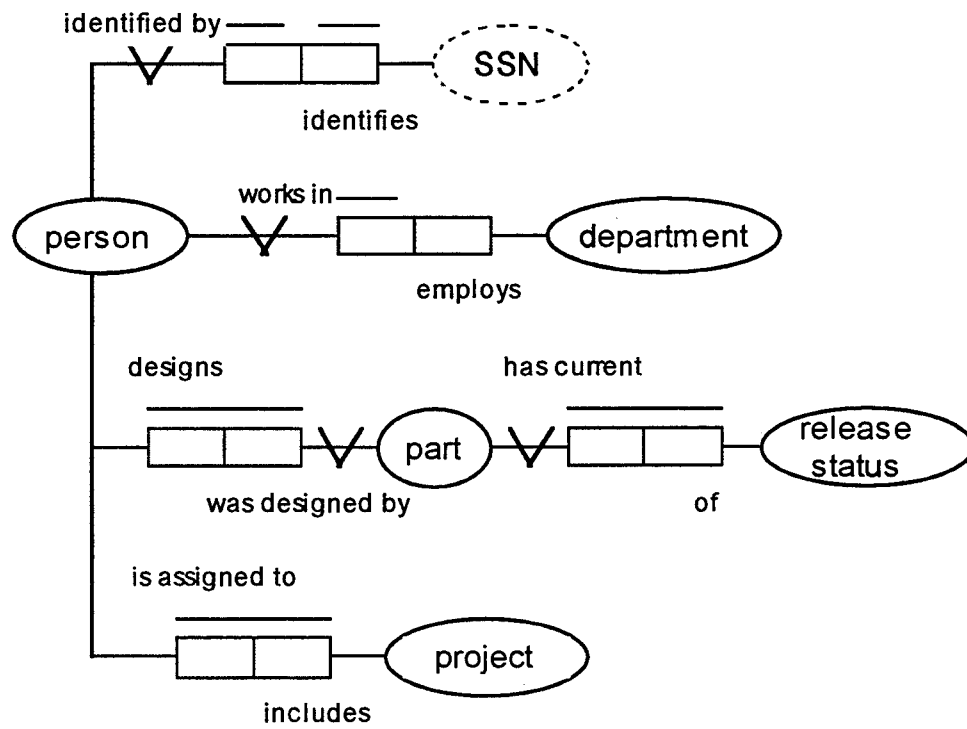 identified by
SSN
identifies
works in
person
department
employs
designs
has current
part
release
status
was designed by
of
is assigned to
project
includes